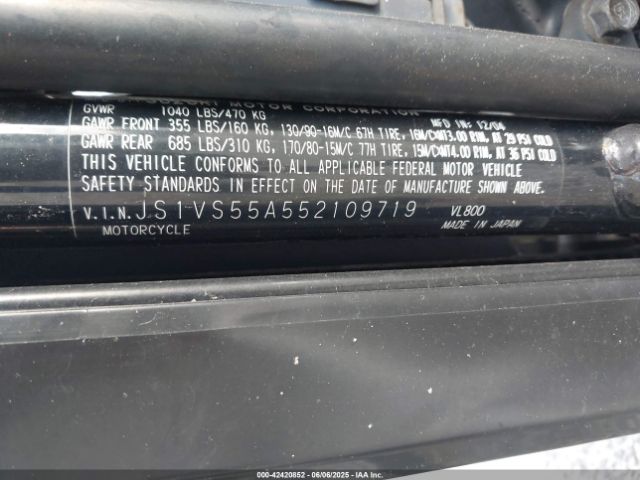 MOTOR CORPORATION
GVWR 1040 LBS/470 KG MFD IN: 12/04
GAWR FRONT 355 LBS/160 KG, 130/90-16M/C 67H TIRE, 16M/C×MT3.00 RIM, AT 29 PSI COLD
GAWR REAR 685 LBS/310 KG, 170/80-15M/C 77H TIRE, 15M/C×MT4.00 RIM, AT 36 PSI COLD
THIS VEHICLE CONFORMS TO ALL APPLICABLE FEDERAL MOTOR VEHICLE
SAFETY STANDARDS IN EFFECT ON THE DATE OF MANUFACTURE SHOWN ABOVE.
V.I.N. JS1VS55A552109719 VL800
MOTORCYCLE MADE IN JAPAN
000-42420852 - 06/06/2025 - IAAI.COM